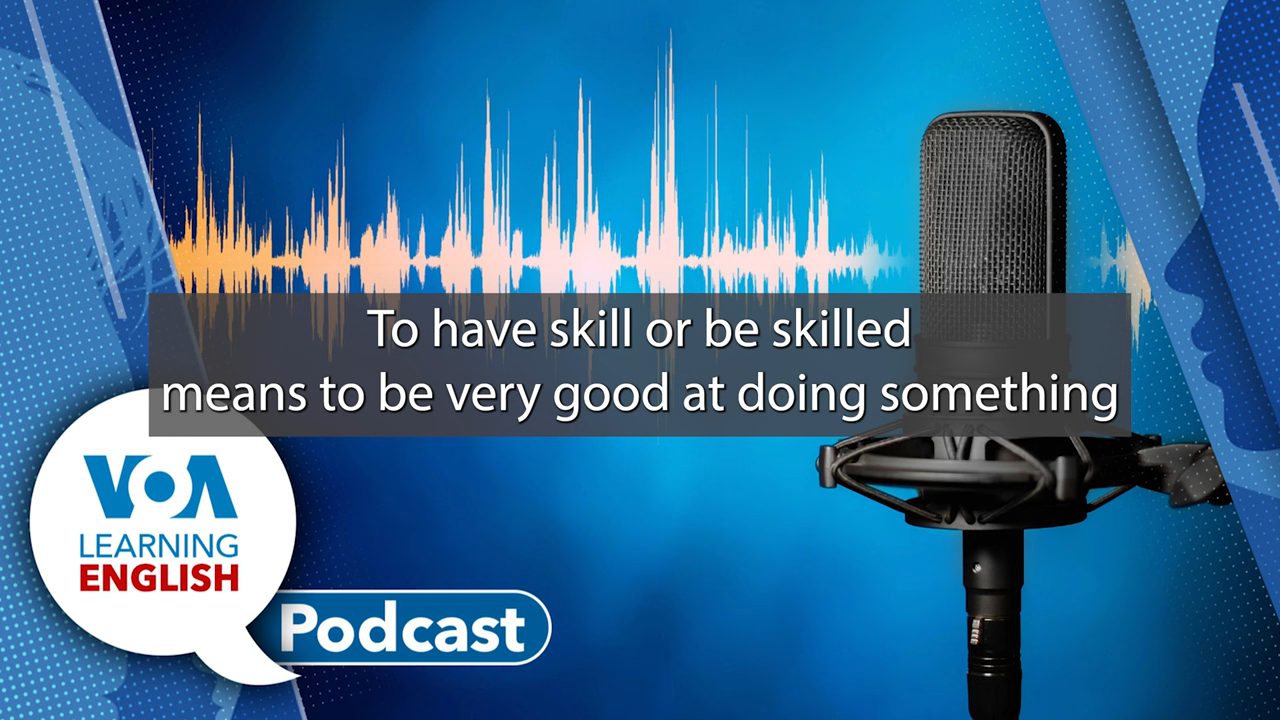 To have skill or be skilled
means to be very good at doing something
VOA
LEARNING
ENGLISH
Podcast